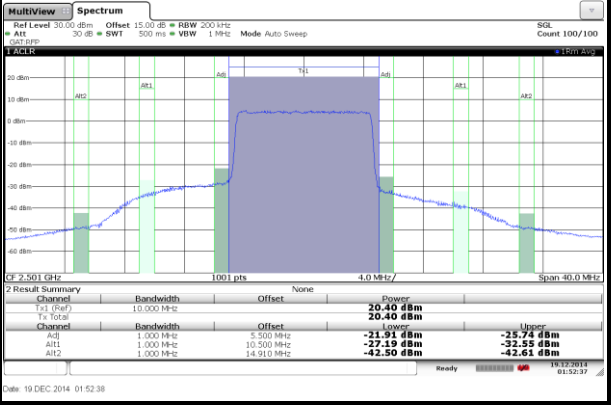 MultiView Spectrum
Ref Level 30.00 dBm Offset 15.00 dB RBW 200 kHz SGL
Att 30 dB SWT 500 ms VBW 1 MHz Mode Auto Sweep Count 100/100
GAT:RFP
1 ACLR 1Rm Avg
Tx1
Adj Adj
20 dBm
Alt1 Alt1
Alt2 Alt2
10 dBm
0 dBm
-10 dBm
-20 dBm
-30 dBm
-40 dBm
-50 dBm
-60 dBm
CF 2.501 GHz 1001 pts 4.0 MHz/ Span 40.0 MHz
2 Result Summary None
Channel Bandwidth Offset Power
Tx1 (Ref) 10.000 MHz 20.40 dBm
Tx Total 20.40 dBm
Channel Bandwidth Offset Lower Upper
Adj 1.000 MHz 5.500 MHz -21.91 dBm -25.74 dBm
Alt1 1.000 MHz 10.500 MHz -27.19 dBm -32.55 dBm
Alt2 1.000 MHz 14.910 MHz -42.50 dBm -42.61 dBm
Ready 19.12.2014
01:52:37
Date: 19.DEC.2014 01:52:38